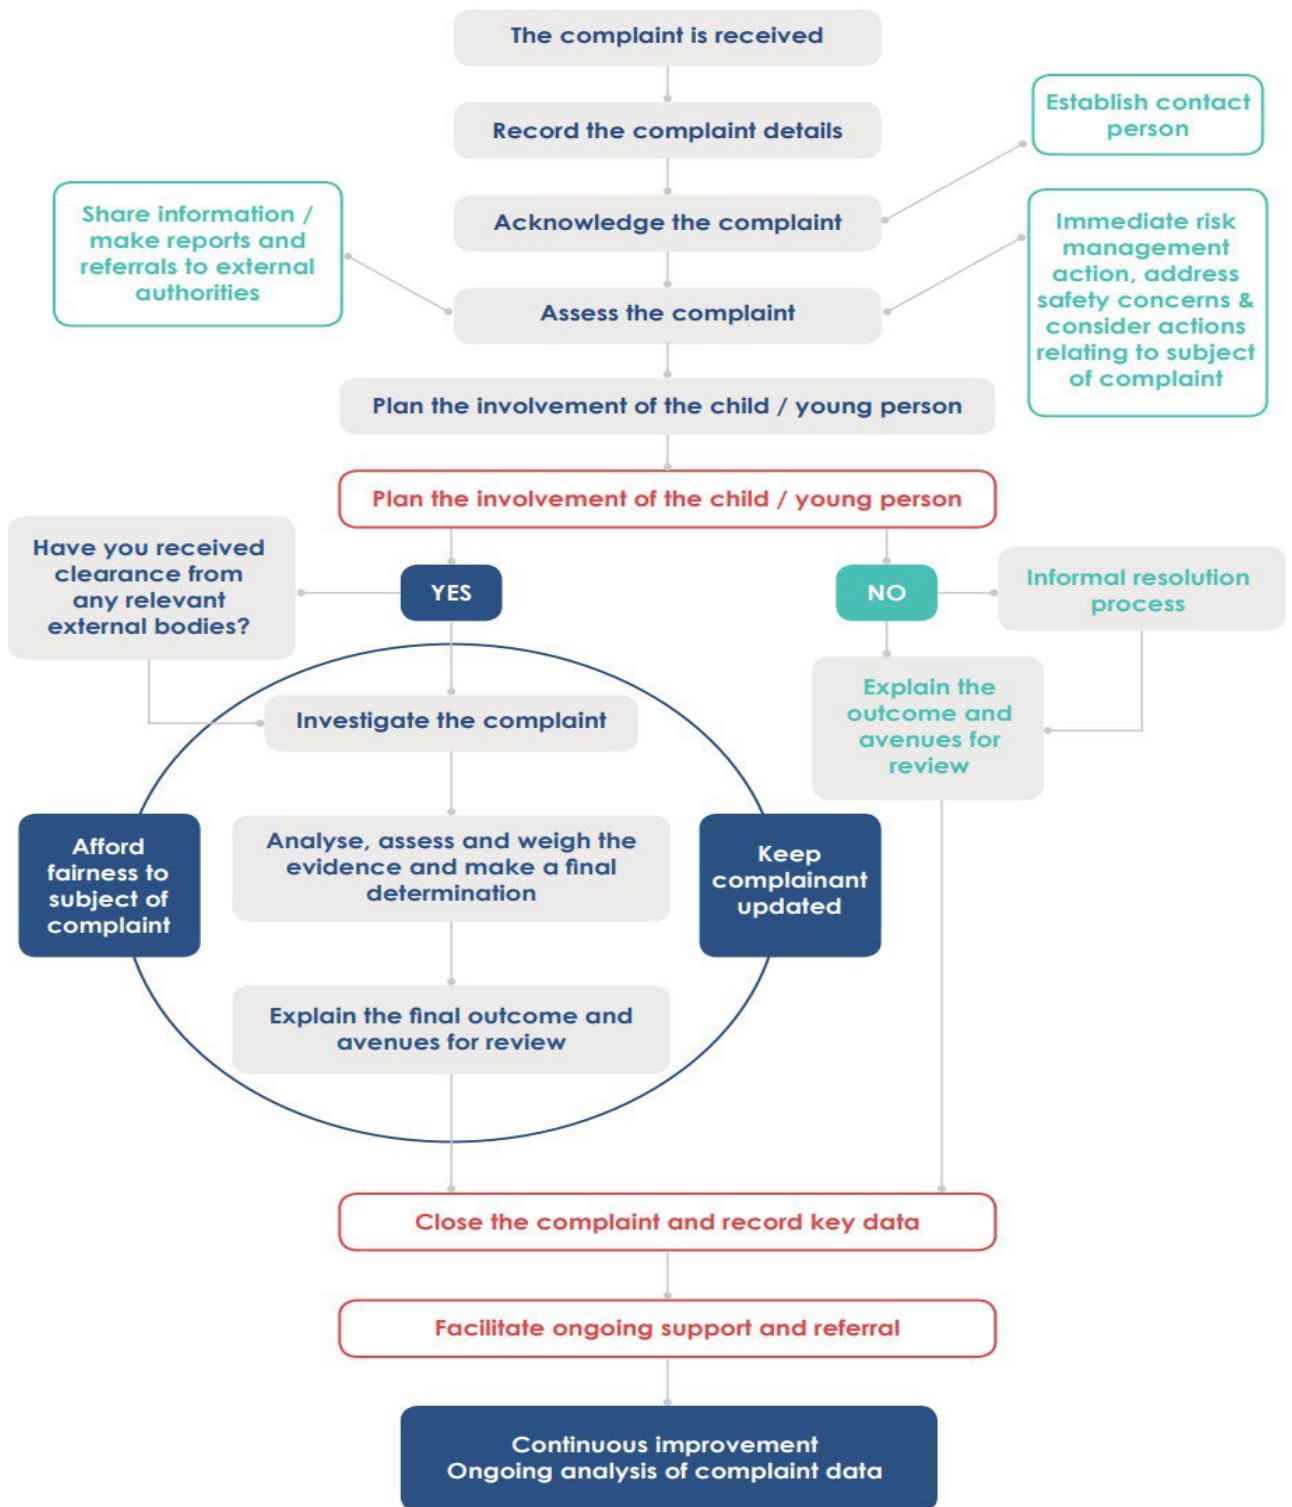 The complaint is received
Record the complaint details
Establish contact
person
Acknowledge the complaint
Share information /
make reports and
referrals to external
authorities
Immediate risk
management
action, address
safety concerns &
consider actions
relating to subject
of complaint
Assess the complaint
Plan the involvement of the child / young person
Plan the involvement of the child / young person
Have you received
clearance from
any relevant
external bodies?
YES
NO
Informal resolution
process
Explain the
outcome and
avenues for
review
Investigate the complaint
Afford
fairness to
subject of
complaint
Analyse, assess and weigh the
evidence and make a final
determination
Keep
complainant
updated
Explain the final outcome and
avenues for review
Close the complaint and record key data
Facilitate ongoing support and referral
Continuous improvement
Ongoing analysis of complaint data